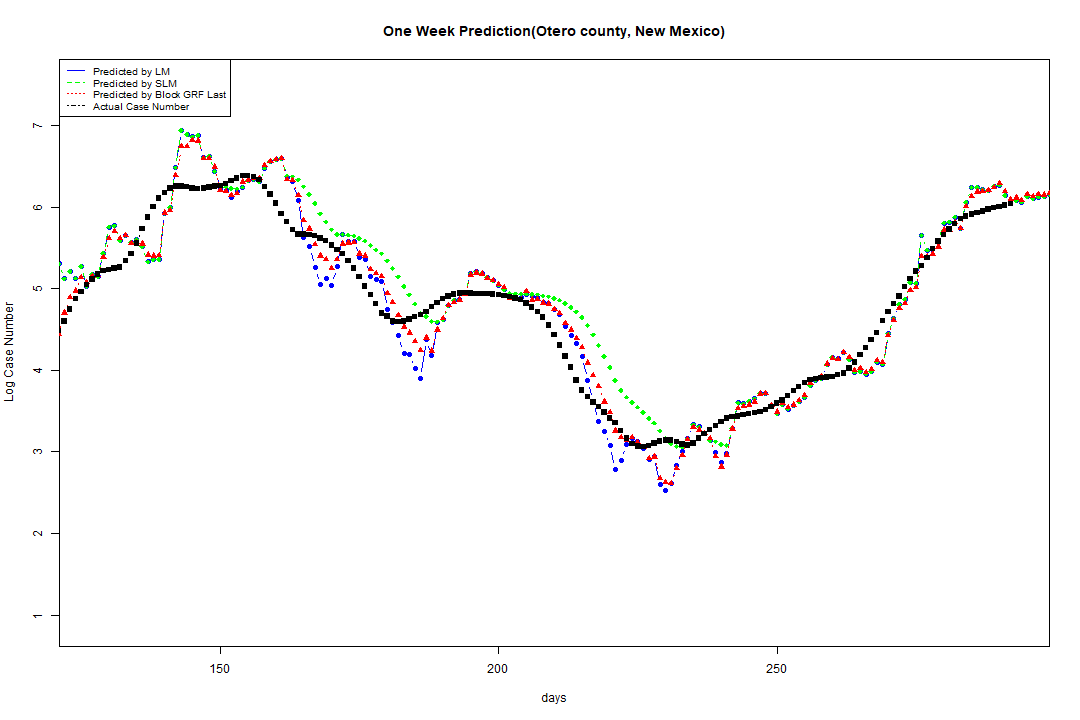 One Week Prediction(Otero county, New Mexico)
Predicted by LM
Predicted by SLM
Predicted by Block GRF Last
Actual Case Number
7
6
5
4
3
2
1
Log Case Number
150 200 250
days